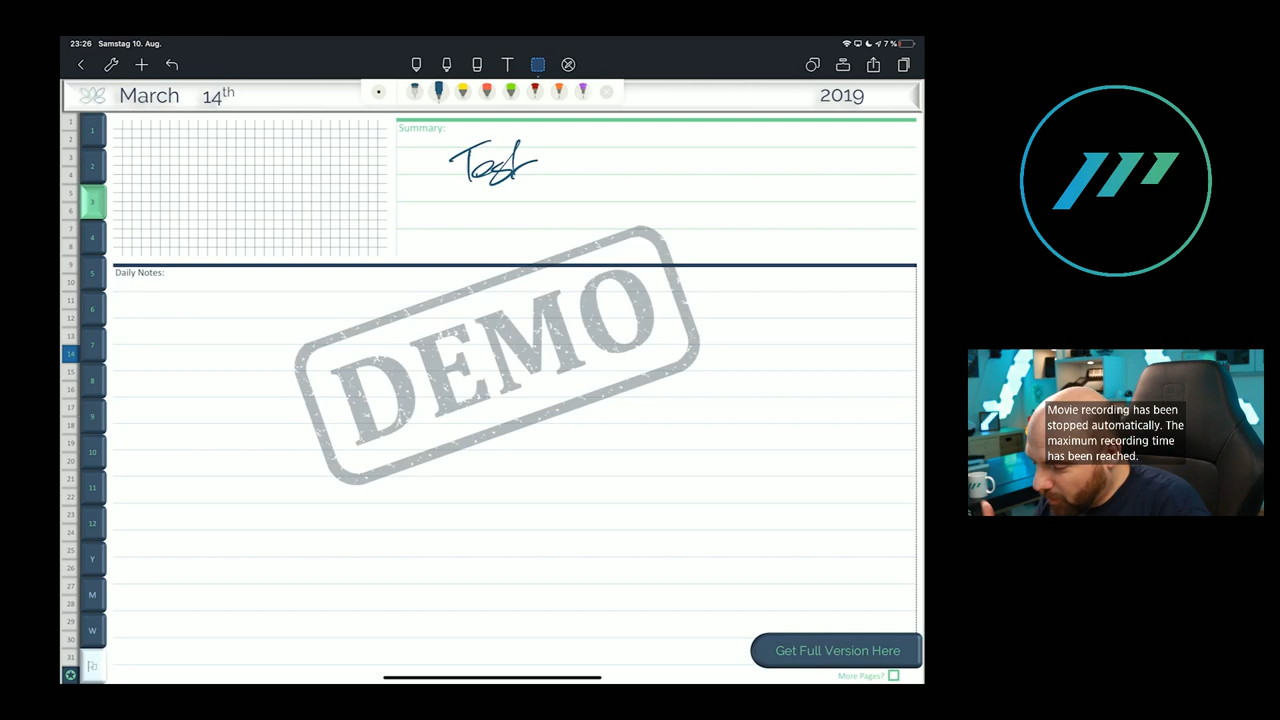 23:26 Samstag 10. Aug.
7 %
T
March 14th
2019
Summary:
Test
Daily Notes:
DEMO
1
2
3
4
5
6
7
8
9
10
11
12
13
14
15
16
17
18
19
20
21
22
23
24
25
26
27
28
29
30
31
1
2
3
4
5
6
7
8
9
10
11
12
Y
M
W
Get Full Version Here
More Pages?
Movie recording has been
stopped automatically. The
maximum recording time
has been reached.